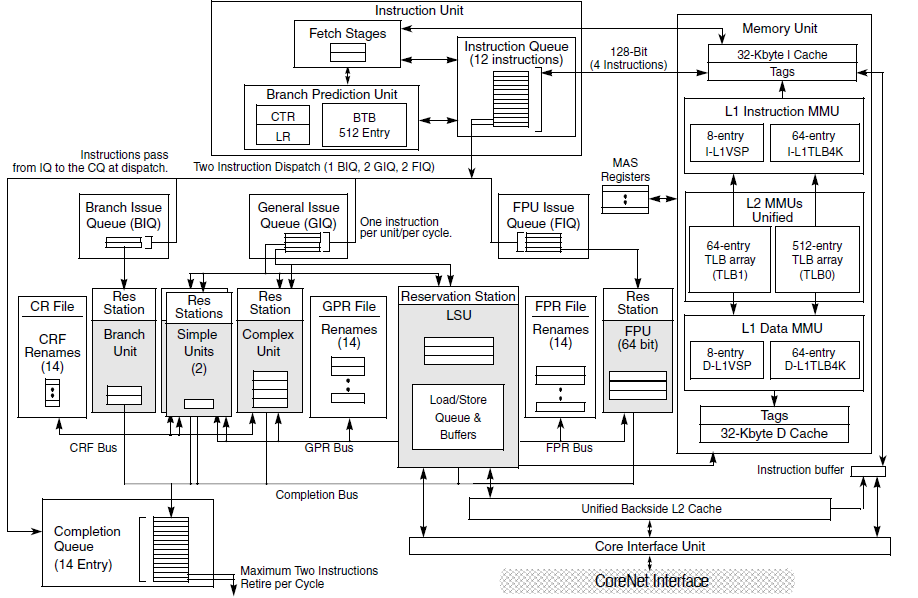 Instruction Unit
Fetch Stages
Instruction Queue
(12 instructions)
Branch Prediction Unit
CTR
LR
BTB
512 Entry
128-Bit
(4 Instructions)
Memory Unit
32-Kbyte I Cache
Tags
L1 Instruction MMU
8-entry
I-L1VSP
64-entry
I-L1TLB4K
MAS
Registers
L2 MMUs
Unified
64-entry
TLB array
(TLB1)
512-entry
TLB array
(TLB0)
L1 Data MMU
8-entry
D-L1VSP
64-entry
D-L1TLB4K
Tags
32-Kbyte D Cache
Instructions pass
from IQ to the CQ at dispatch.
Two Instruction Dispatch (1 BIQ, 2 GIQ, 2 FIQ)
Branch Issue
Queue (BIQ)
General Issue
Queue (GIQ)
One instruction
per unit/per cycle.
FPU Issue
Queue (FIQ)
CR File
CRF
Renames
(14)
Res
Station
Branch
Unit
Res
Stations
Simple
Units
(2)
Res
Station
Complex
Unit
GPR File
Renames
(14)
Reservation Station
LSU
Load/Store
Queue &
Buffers
FPR File
Renames
(14)
Res
Station
FPU
(64 bit)
CRF Bus
GPR Bus
FPR Bus
Completion Bus
Instruction buffer
Unified Backside L2 Cache
Core Interface Unit
CoreNet Interface
Completion
Queue
(14 Entry)
Maximum Two Instructions
Retire per Cycle